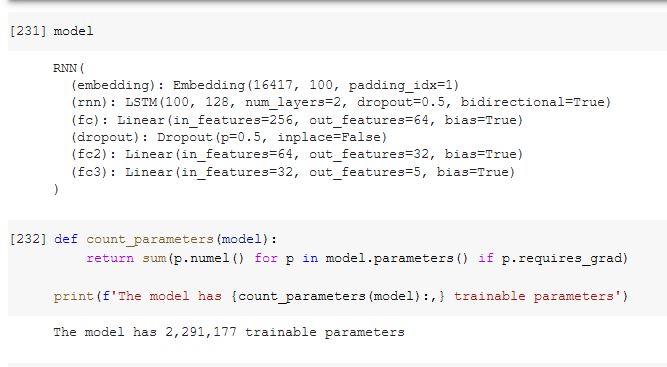 [231] model
RNN(
(embedding): Embedding(16417, 100, padding_idx=1)
(rnn): LSTM(100, 128, num_layers=2, dropout=0.5, bidirectional=True)
(fc): Linear(in_features=256, out_features=64, bias=True)
(dropout): Dropout(p=0.5, inplace=False)
(fc2): Linear(in_features=64, out_features=32, bias=True)
(fc3): Linear(in_features=32, out_features=5, bias=True)
)
[232] def count_parameters(model):
return sum(p.numel() for p in model.parameters() if p.requires_grad)
print(f'The model has {count_parameters(model):,} trainable parameters')
The model has 2,291,177 trainable parameters